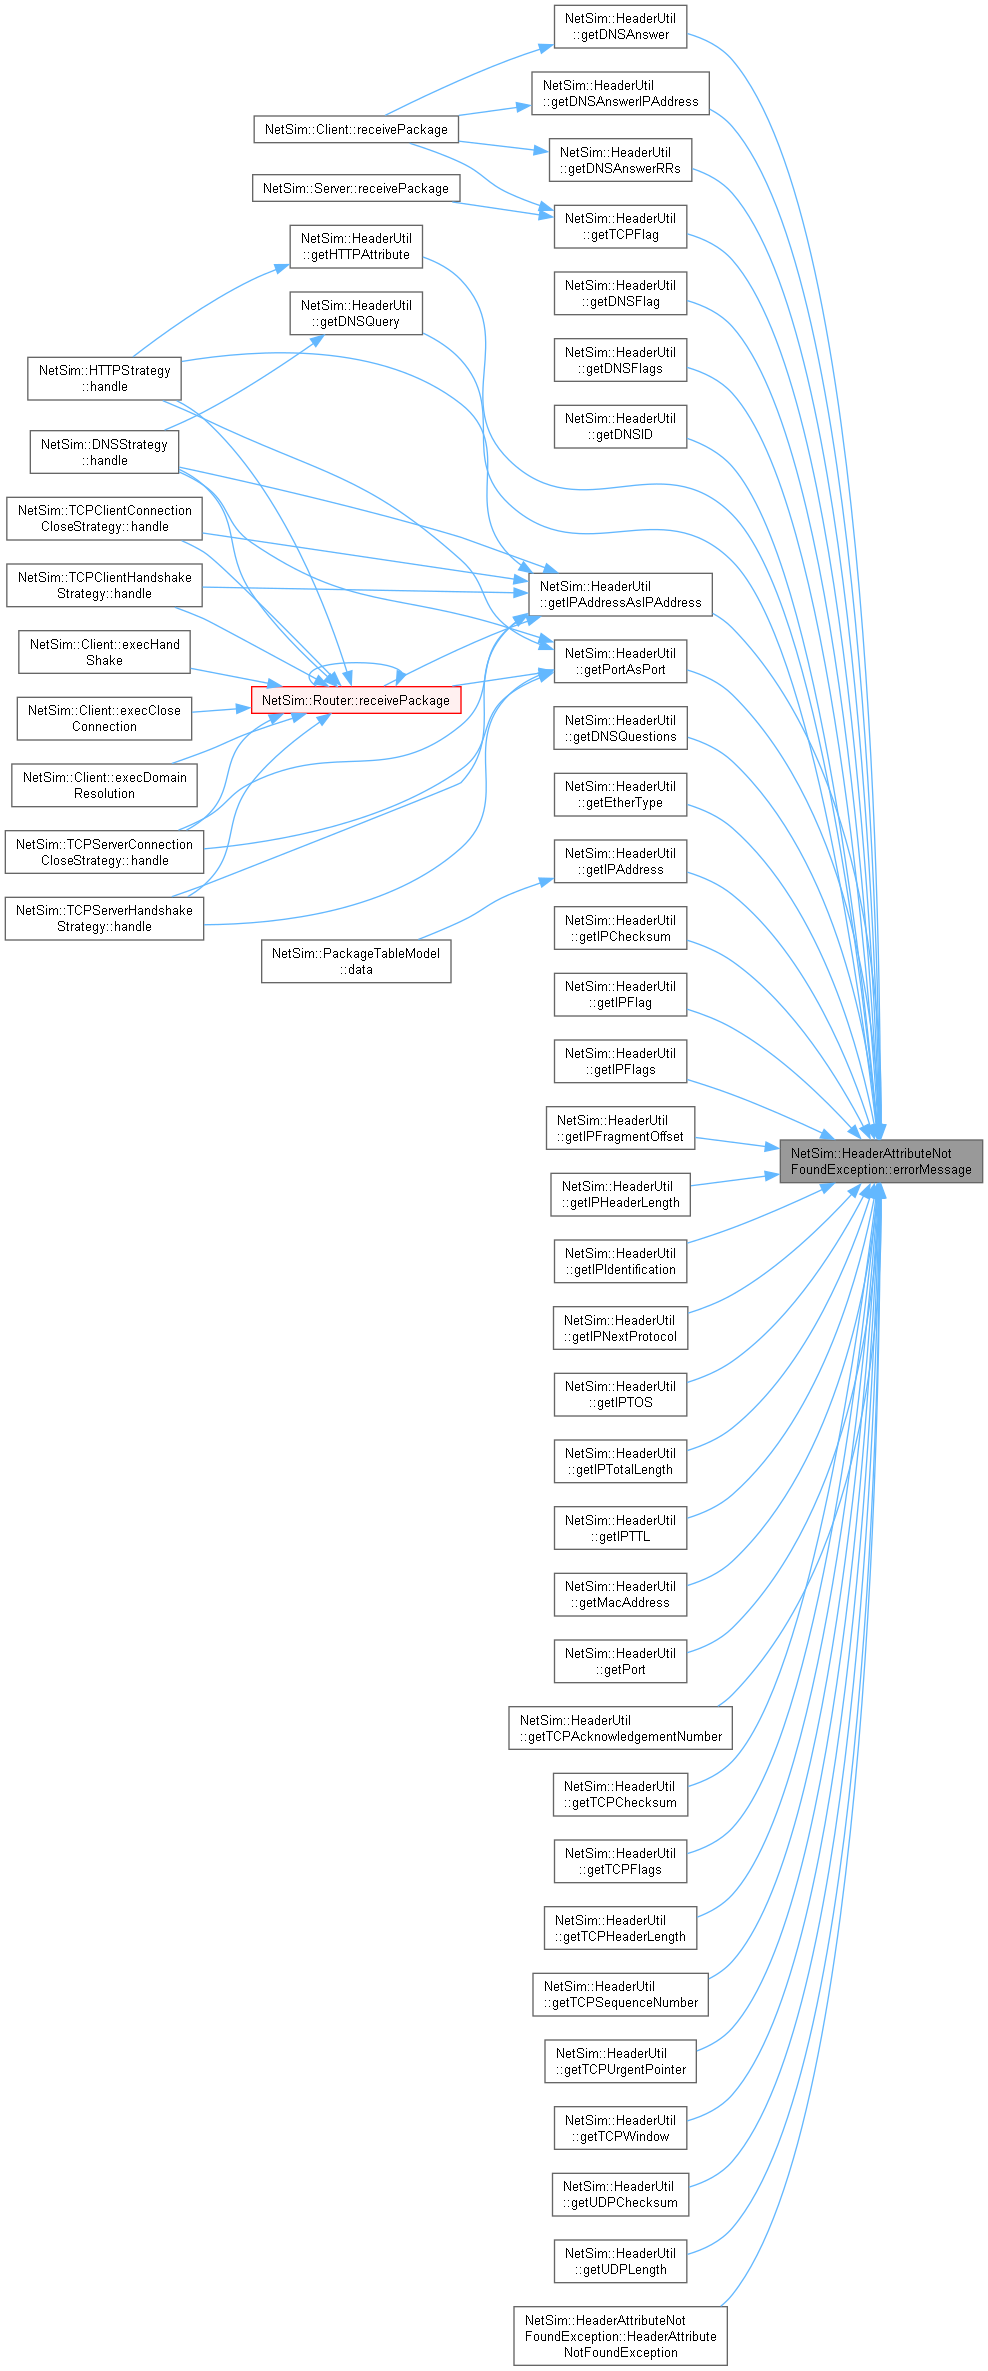 NetSim::HeaderUtil
::getDNSAnswer
NetSim::HeaderUtil
::getDNSAnswerIPAddress
NetSim::Client::receivePackage
NetSim::HeaderUtil
::getDNSAnswerRRs
NetSim::Server::receivePackage
NetSim::HeaderUtil
::getTCPFlag
NetSim::HeaderUtil
::getHTTPAttribute
NetSim::HeaderUtil
::getDNSFlag
NetSim::HeaderUtil
::getDNSQuery
NetSim::HeaderUtil
::getDNSFlags
NetSim::HTTPStrategy
::handle
NetSim::HeaderUtil
::getDNSID
NetSim::DNSStrategy
::handle
NetSim::TCPClientConnection
CloseStrategy::handle
NetSim::TCPClientHandshake
Strategy::handle
NetSim::HeaderUtil
::getIPAddressAsIPAddress
NetSim::Client::execHand
Shake
NetSim::HeaderUtil
::getPortAsPort
NetSim::Router::receivePackage
NetSim::Client::execClose
Connection
NetSim::HeaderUtil
::getDNSQuestions
NetSim::Client::execDomain
Resolution
NetSim::HeaderUtil
::getEtherType
NetSim::TCPServerConnection
CloseStrategy::handle
NetSim::HeaderUtil
::getIPAddress
NetSim::TCPServerHandshake
Strategy::handle
NetSim::HeaderUtil
::getIPChecksum
NetSim::PackageTableModel
::data
NetSim::HeaderUtil
::getIPFlag
NetSim::HeaderUtil
::getIPFlags
NetSim::HeaderUtil
::getIPFragmentOffset
NetSim::HeaderAttributeNot
FoundException::errorMessage
NetSim::HeaderUtil
::getIPHeaderLength
NetSim::HeaderUtil
::getIPIdentification
NetSim::HeaderUtil
::getIPNextProtocol
NetSim::HeaderUtil
::getIPTOS
NetSim::HeaderUtil
::getIPTotalLength
NetSim::HeaderUtil
::getIPTTL
NetSim::HeaderUtil
::getMacAddress
NetSim::HeaderUtil
::getPort
NetSim::HeaderUtil
::getTCPAcknowledgementNumber
NetSim::HeaderUtil
::getTCPChecksum
NetSim::HeaderUtil
::getTCPFlags
NetSim::HeaderUtil
::getTCPHeaderLength
NetSim::HeaderUtil
::getTCPSequenceNumber
NetSim::HeaderUtil
::getTCPUrgentPointer
NetSim::HeaderUtil
::getTCPWindow
NetSim::HeaderUtil
::getUDPChecksum
NetSim::HeaderUtil
::getUDPLength
NetSim::HeaderAttributeNot
FoundException::HeaderAttribute
NotFoundException